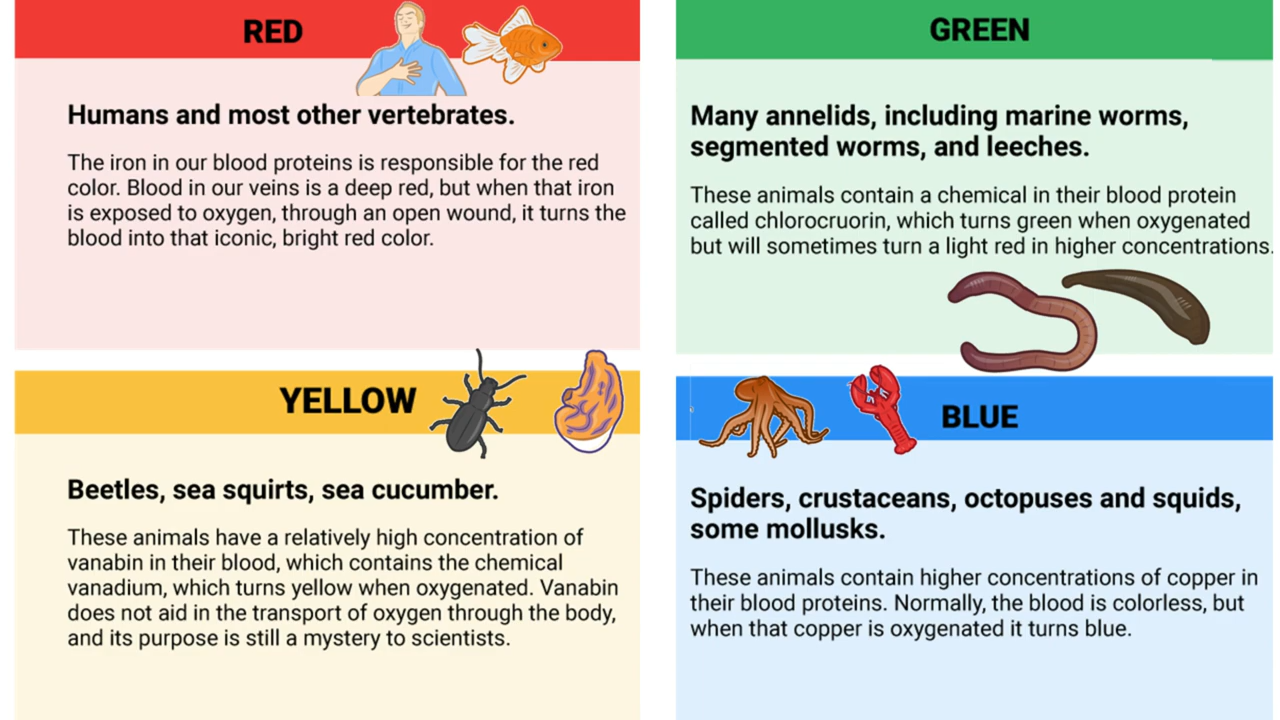 RED
Humans and most other vertebrates.
The iron in our blood proteins is responsible for the red
color. Blood in our veins is a deep red, but when that iron
is exposed to oxygen, through an open wound, it turns the
blood into that iconic, bright red color.
GREEN
Many annelids, including marine worms,
segmented worms, and leeches.
These animals contain a chemical in their blood protein
called chlorocruorin, which turns green when oxygenated
but will sometimes turn a light red in higher concentrations.
YELLOW
Beetles, sea squirts, sea cucumber.
These animals have a relatively high concentration of
vanabin in their blood, which contains the chemical
vanadium, which turns yellow when oxygenated. Vanabin
does not aid in the transport of oxygen through the body,
and its purpose is still a mystery to scientists.
BLUE
Spiders, crustaceans, octopuses and squids,
some mollusks.
These animals contain higher concentrations of copper in
their blood proteins. Normally, the blood is colorless, but
when that copper is oxygenated it turns blue.